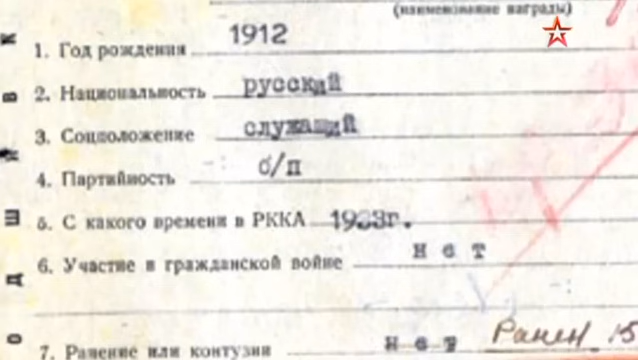 (наименование награды)
1. Год рождения 1912
2. Национальность русский
3. Соцположение служащий
4. Партийность б/п
5. С какого времени в РККА 1933г.
6. Участие в гражданской войне нет
7. Ранение или контузия нет Ранен 15